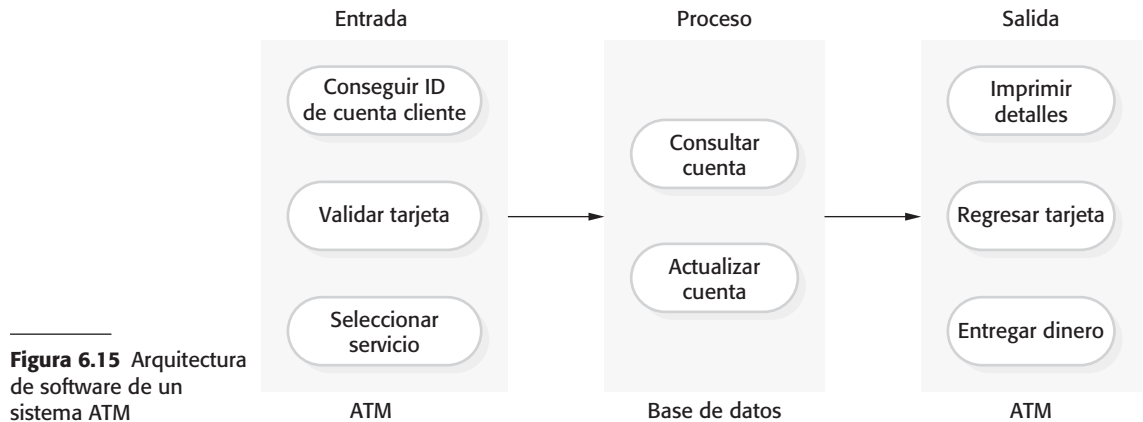 Entrada
Proceso
Salida
Conseguir ID
de cuenta cliente
Validar tarjeta
Seleccionar
servicio
Consultar
cuenta
Actualizar
cuenta
Imprimir
detalles
Regresar tarjeta
Entregar dinero
ATM
Base de datos
ATM
Figura 6.15 Arquitectura
de software de un
sistema ATM